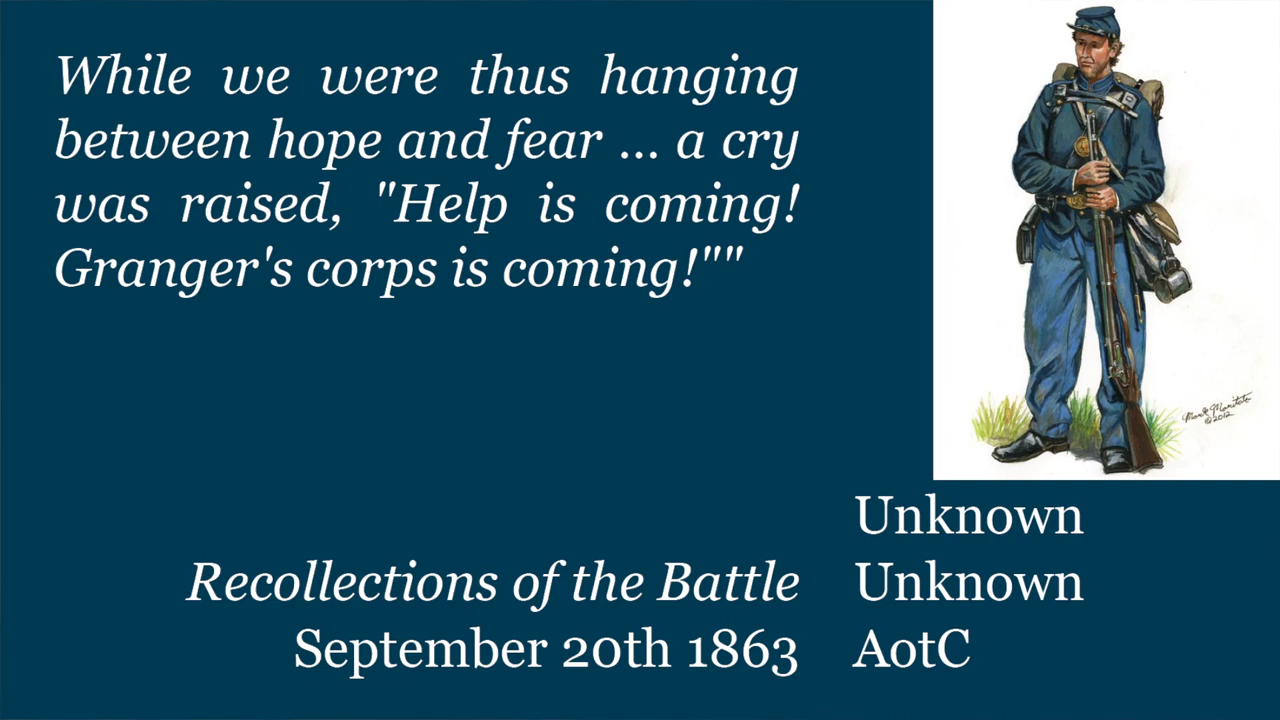 While we were thus hanging
between hope and fear ... a cry
was raised, "Help is coming!
Granger's corps is coming!""
©2012
Unknown
Recollections of the Battle
Unknown
September 20th 1863
AotC